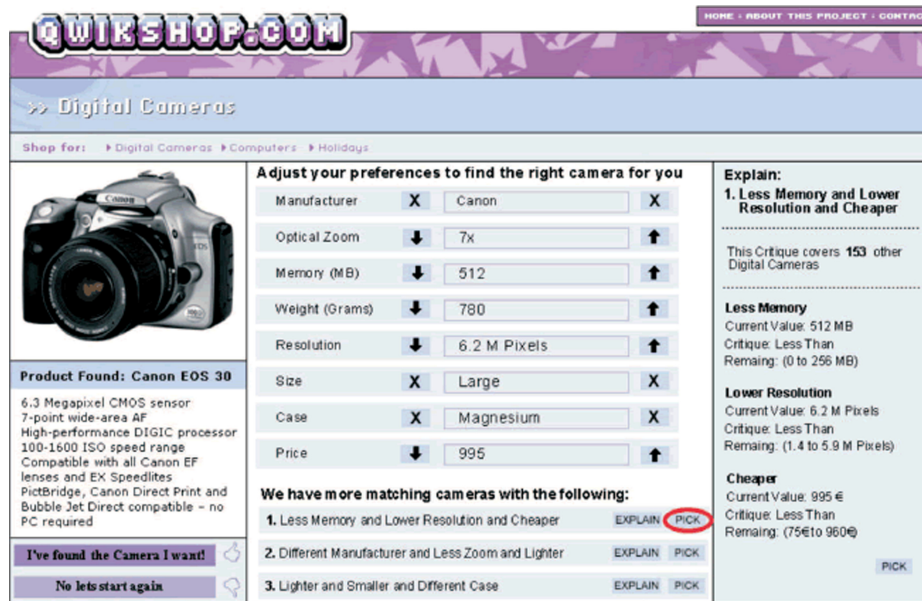 QWIKSHOP.COM
HOME : ABOUT THIS PROJECT : CONTAC
>> Digital Cameras
Shop for: Digital Cameras Computers Holidays
Canon
EOS
Product Found: Canon EOS 30
6.3 Megapixel CMOS sensor
7-point wide-area AF
High-performance DIGIC processor
100-1600 ISO speed range
Compatible with all Canon EF
lenses and EX Speedlites
PictBridge, Canon Direct Print and
Bubble Jet Direct compatible – no
PC required
I've found the Camera I want!
No lets start again
Adjust your preferences to find the right camera for you
Manufacturer X Canon X
Optical Zoom 7x
Memory (MB) 512
Weight (Grams) 780
Resolution 6.2 M Pixels
Size X Large X
Case X Magnesium X
Price 995
We have more matching cameras with the following:
1. Less Memory and Lower Resolution and Cheaper EXPLAIN PICK
2. Different Manufacturer and Less Zoom and Lighter EXPLAIN PICK
3. Lighter and Smaller and Different Case EXPLAIN PICK
Explain:
1. Less Memory and Lower
Resolution and Cheaper
This Critique covers 153 other
Digital Cameras
Less Memory
Current Value: 512 MB
Critique: Less Than
Remaing: (0 to 256 MB)
Lower Resolution
Current Value: 6.2 M Pixels
Critique: Less Than
Remaing: (1.4 to 5.9 M Pixels)
Cheaper
Current Value: 995 €
Critique: Less Than
Remaing: (75€to 960€)
PICK